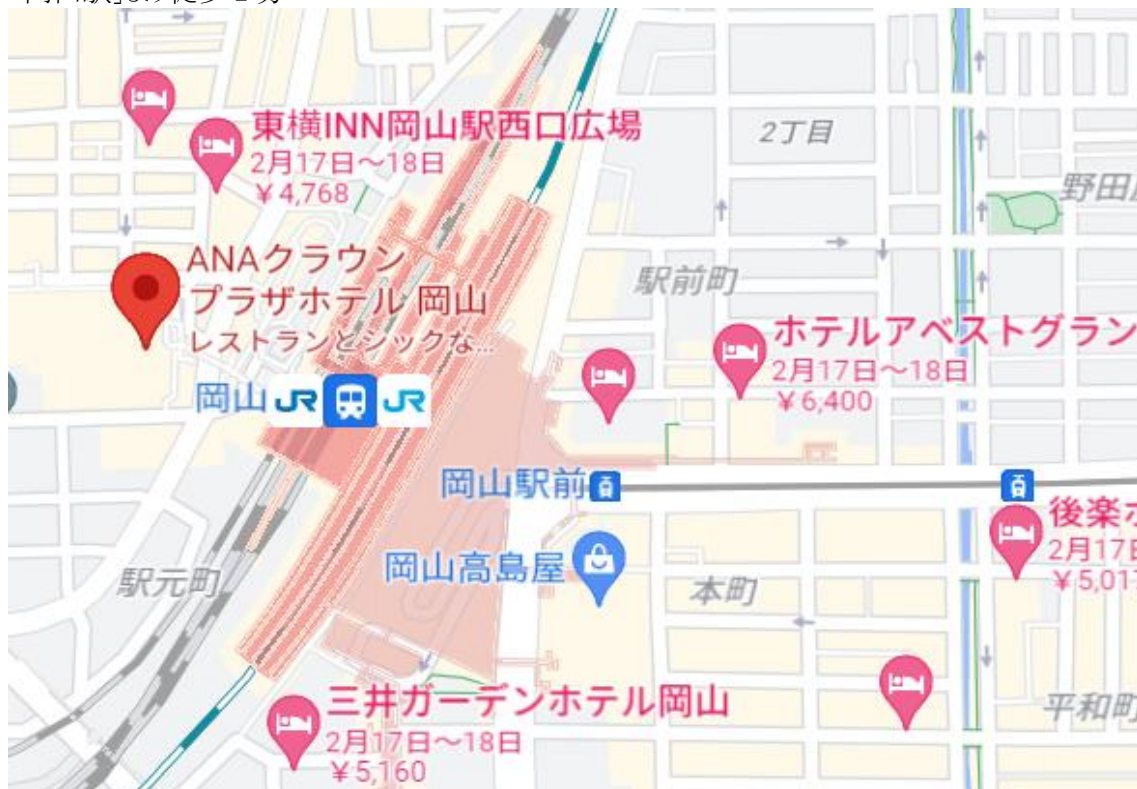 東横INN岡山駅西口広場
2月17日～18日
￥4,768
2丁目
野田
ANAクラウン
プラザホテル 岡山
レストランとシックな...
駅前町
ホテルアベストグラン
2月17日～18日
￥6,400
岡山 JR JR
岡山駅前
後楽ホ
2月17日
￥5,017
岡山高島屋
駅元町
本町
三井ガーデンホテル岡山
2月17日～18日
￥5,160
平和町